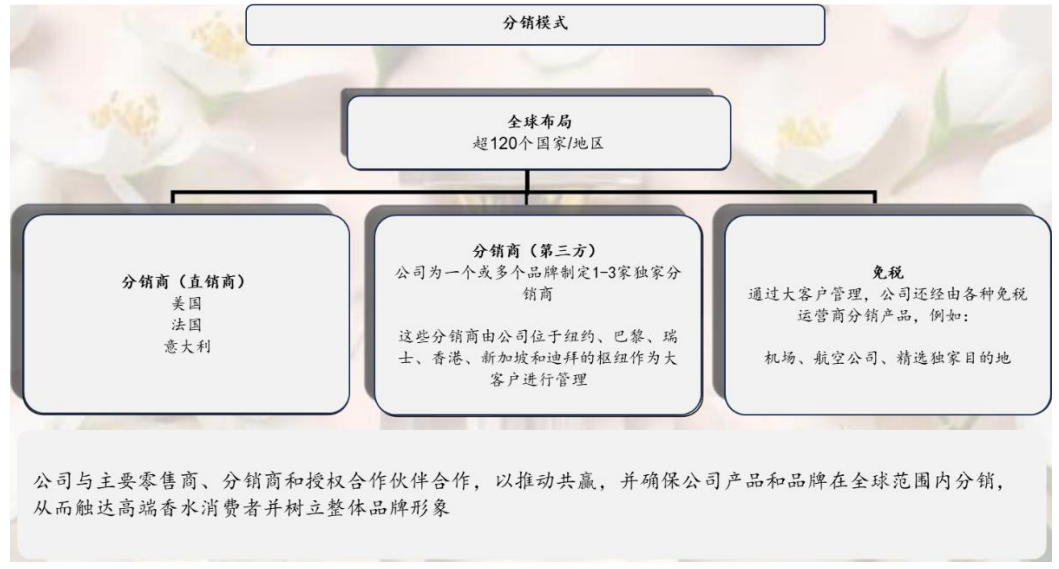 分销模式
全球布局
超120个国家/地区
分销商（直销商）
美国
法国
意大利
分销商（第三方）
公司为一个或多个品牌制定1-3家独家分
销商
这些分销商由公司位于纽约、巴黎、瑞
士、香港、新加坡和迪拜的枢纽作为大
客户进行管理
免税
通过大客户管理，公司还经由各种免税
运营商分销产品，例如：
机场、航空公司、精选独家目的地
公司与主要零售商、分销商和授权合作伙伴合作，以推动共赢，并确保公司产品和品牌在全球范围内分销，
从而触达高端香水消费者并树立整体品牌形象